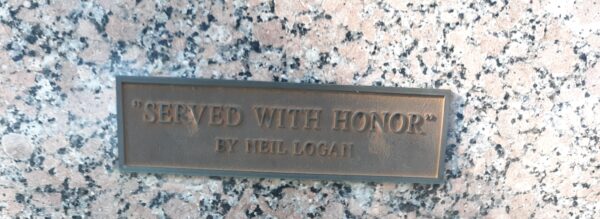 "SERVED WITH HONOR"
BY NEIL LOGAN